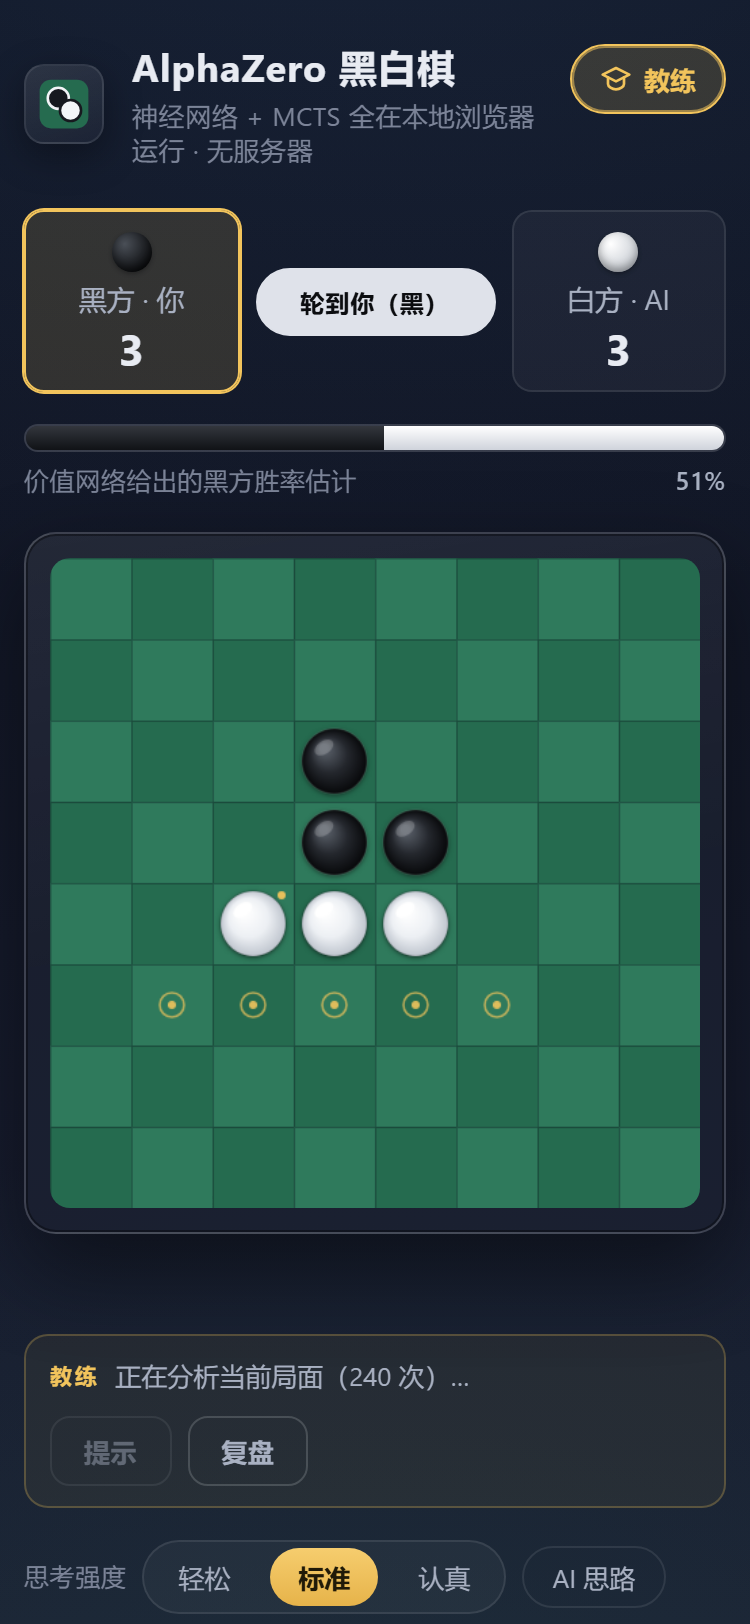 AlphaZero 黑白棋
神经网络 + MCTS 全在本地浏览器
运行 · 无服务器
教练
黑方 · 你
3
轮到你（黑）
白方 · AI
3
价值网络给出的黑方胜率估计
51%
教练 正在分析当前局面（240 次）...
提示
复盘
思考强度
轻松
标准
认真
AI 思路